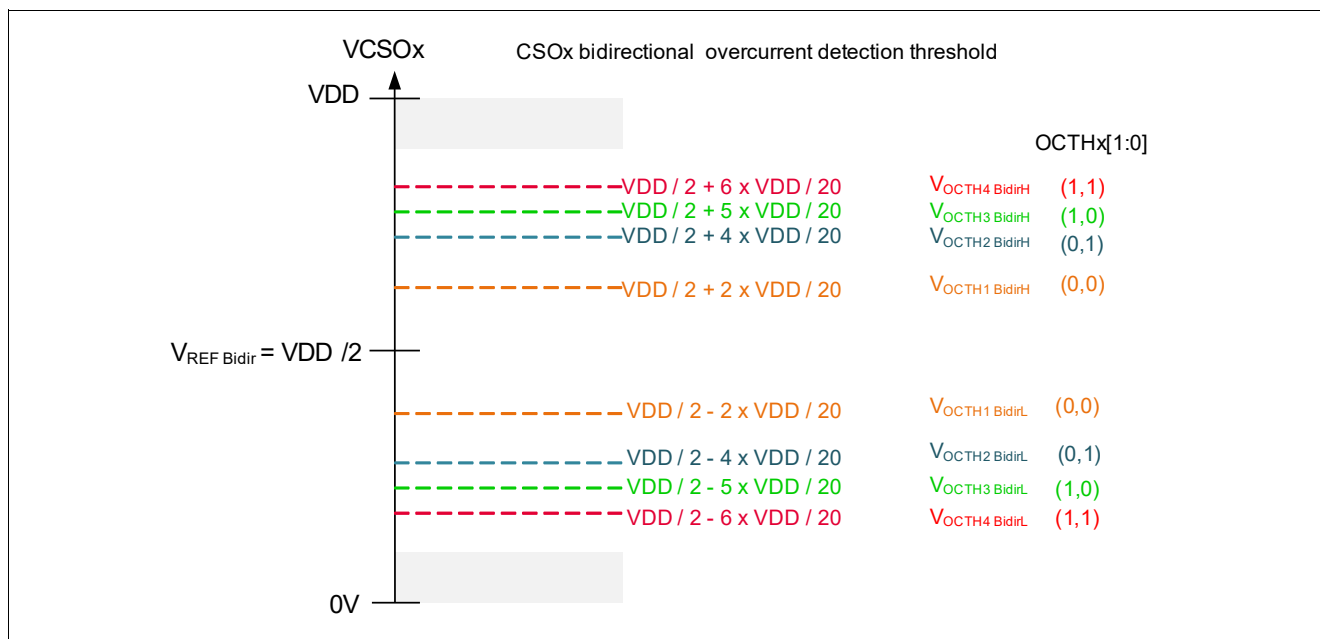 VCSOx CSOx bidirectional overcurrent detection threshold
VDD
OCTHx[1:0]
VDD / 2 + 6 x VDD / 20 VOCTH4 BidirH (1,1)
VDD / 2 + 5 x VDD / 20 VOCTH3 BidirH (1,0)
VDD / 2 + 4 x VDD / 20 VOCTH2 BidirH (0,1)
VDD / 2 + 2 x VDD / 20 VOCTH1 BidirH (0,0)
VREF Bidir = VDD /2
VDD / 2 - 2 x VDD / 20 VOCTH1 BidirL (0,0)
VDD / 2 - 4 x VDD / 20 VOCTH2 BidirL (0,1)
VDD / 2 - 5 x VDD / 20 VOCTH3 BidirL (1,0)
VDD / 2 - 6 x VDD / 20 VOCTH4 BidirL (1,1)
0V